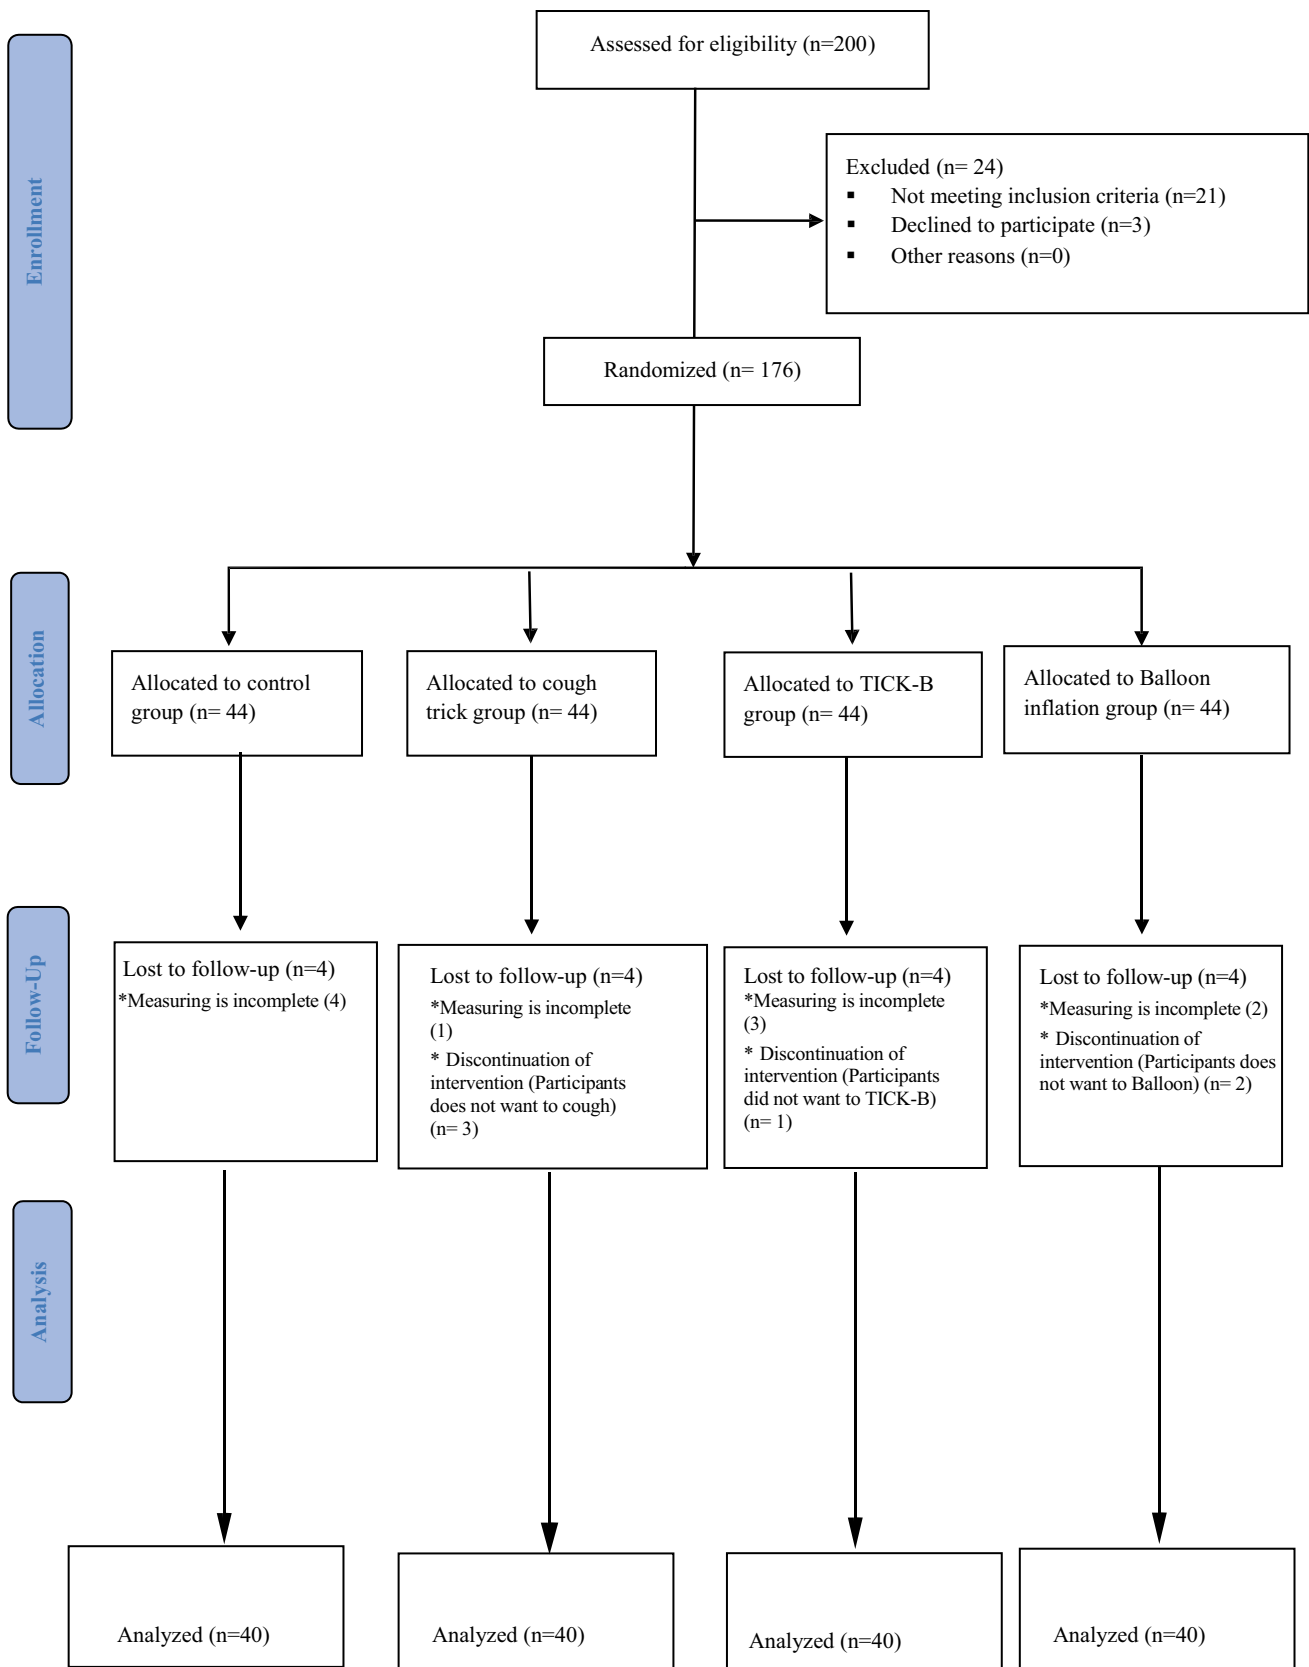 Enrollment
Assessed for eligibility (n=200)
Excluded (n= 24)
▪ Not meeting inclusion criteria (n=21)
▪ Declined to participate (n=3)
▪ Other reasons (n=0)
Randomized (n= 176)
Allocation
Allocated to control
group (n= 44)
Allocated to cough
trick group (n= 44)
Allocated to TICK-B
group (n= 44)
Allocated to Balloon
inflation group (n= 44)
Follow-Up
Lost to follow-up (n=4)
*Measuring is incomplete (4)
Lost to follow-up (n=4)
*Measuring is incomplete
(1)
* Discontinuation of
intervention (Participants
does not want to cough)
(n= 3)
Lost to follow-up (n=4)
*Measuring is incomplete
(3)
* Discontinuation of
intervention (Participants
did not want to TICK-B)
(n= 1)
Lost to follow-up (n=4)
*Measuring is incomplete (2)
* Discontinuation of
intervention (Participants does
not want to Balloon) (n= 2)
Analysis
Analyzed (n=40)
Analyzed (n=40)
Analyzed (n=40)
Analyzed (n=40)